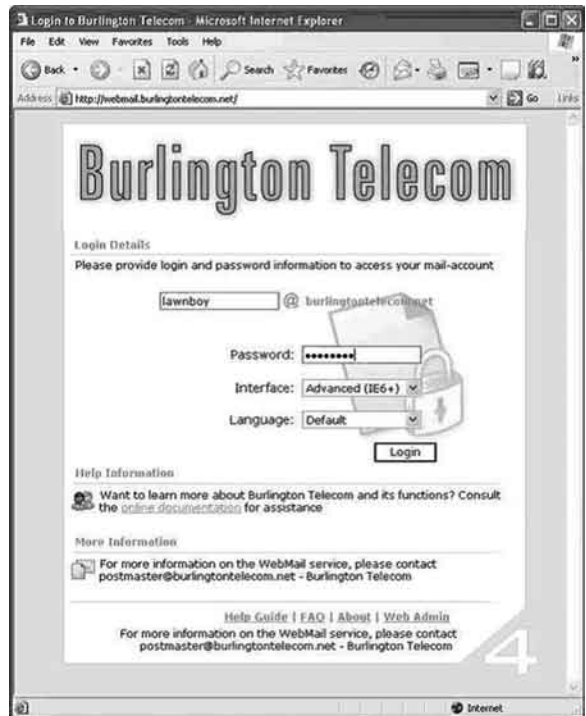 Login to Burlington Telecom - Microsoft Internet Explorer
File Edit View Favorites Tools Help
Back Search Favorites
Address http://webmail.burlingtontelecom.net/ Go Links
Burlington Telecom
Login Details
Please provide login and password information to access your mail-account
lawnboy @ burlingtontelecom.net
Password: ••••••••
Interface: Advanced (IE6+)
Language: Default
Login
Help Information
Want to learn more about Burlington Telecom and its functions? Consult
the online documentation for assistance
More Information
For more information on the WebMail service, please contact
postmaster@burlingtontelecom.net - Burlington Telecom
Help Guide | FAQ | About | Web Admin
For more information on the WebMail service, please contact
postmaster@burlingtontelecom.net - Burlington Telecom
4
Internet